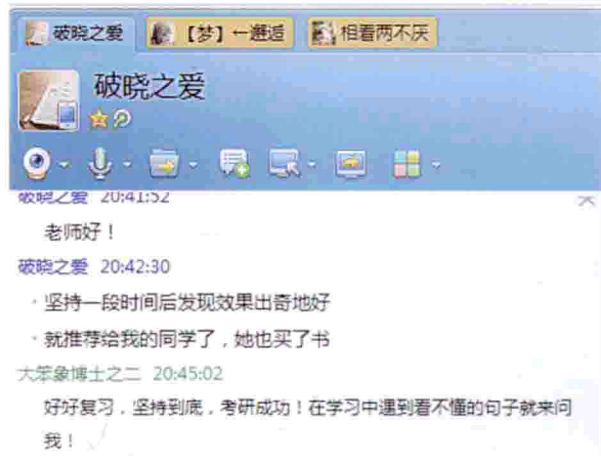 破晓之爱 【梦】←邂逅 相看两不厌
破晓之爱
破晓之爱 20:41:52
老师好！
破晓之爱 20:42:30
坚持一段时间后发现效果出奇地好
就推荐给我的同学了，她也买了书
大笨象博士之二 20:45:02
好好复习，坚持到底，考研成功！在学习中遇到看不懂的句子就来问
我！